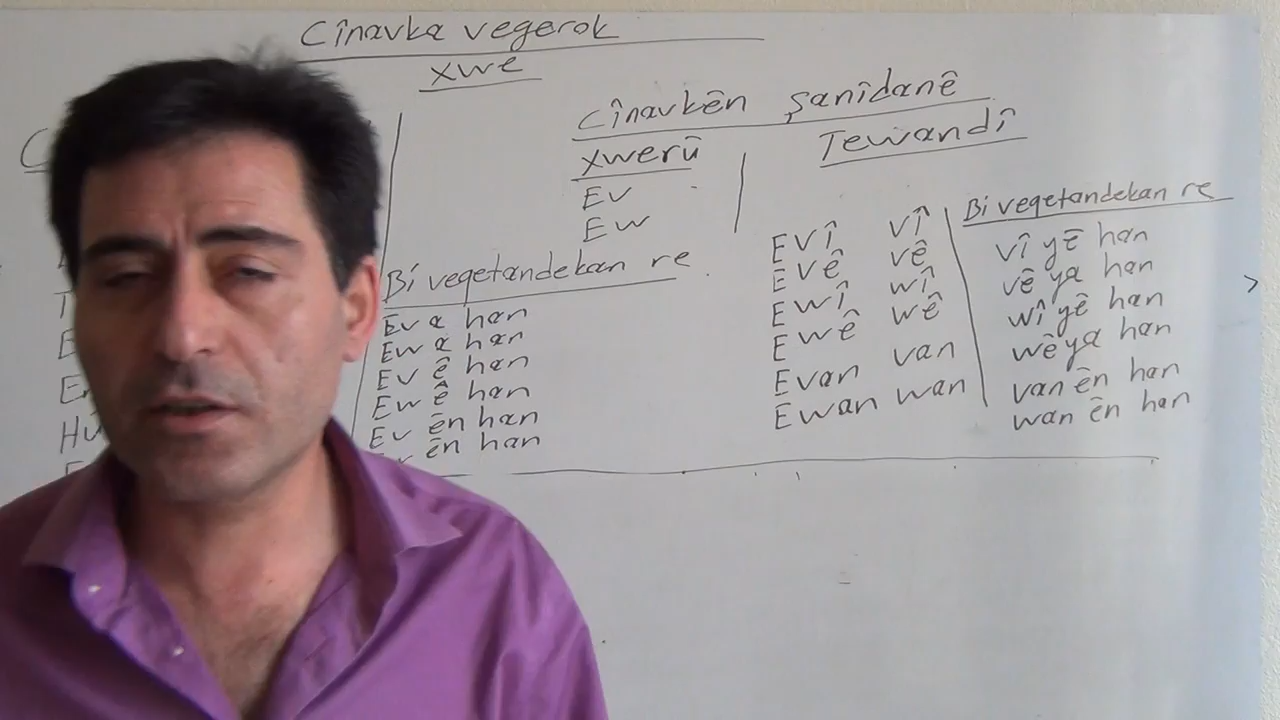 Cînavka vegerok
xwe
Cînavkên şanîdanê
xwerû
Tewandî
Ev
Ew
Bi vegetandekan re
Ev a han
Ew a han
Ev ê han
Ew ê han
Ev ên han
ên han
Evî vî
Evê vê
Ewî wî
Ewê wê
Evan van
Ewan wan
Bi vegetandekan re
vî yê han
vê ya han
wî yê han
wê ya han
van ên han
wan ên han